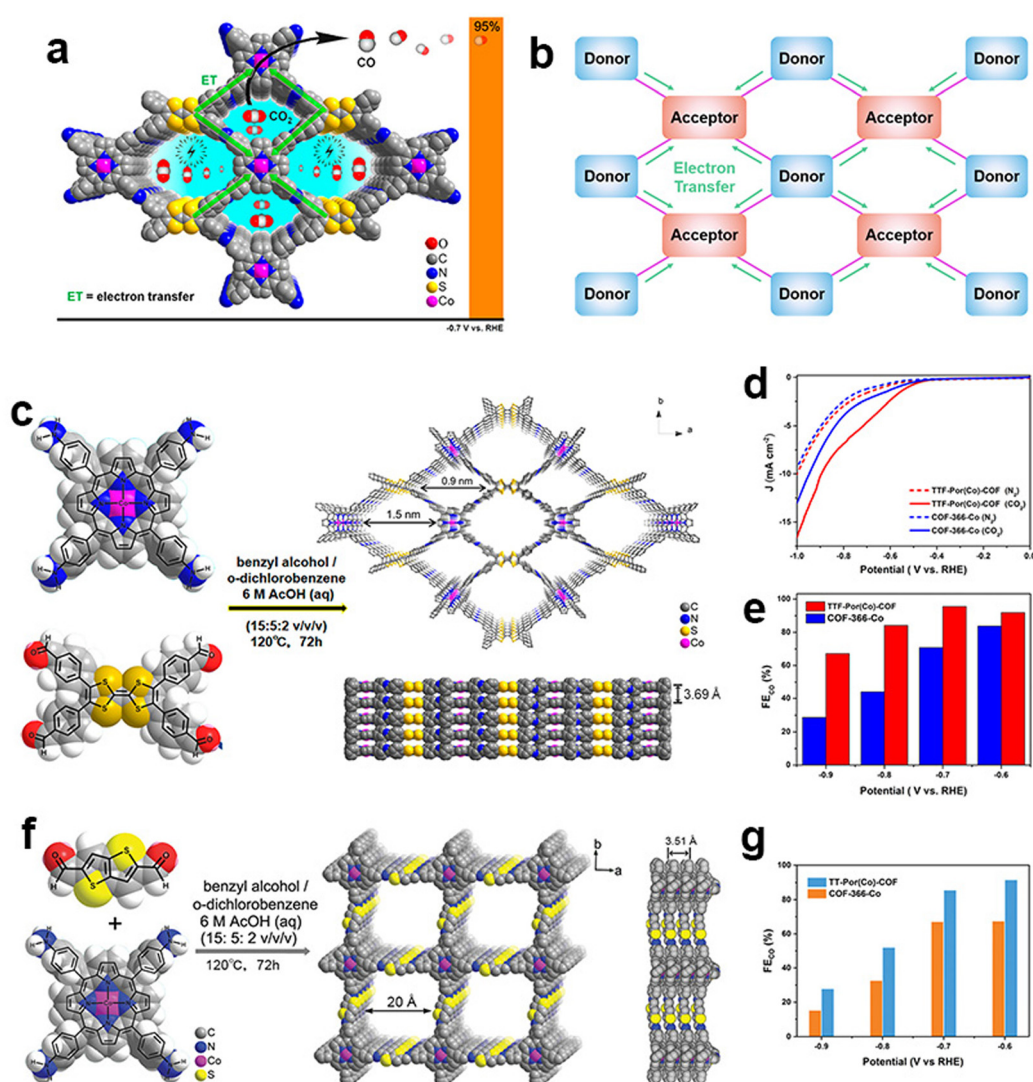 a
95%
CO
ET
CO2
O
C
N
S
Co
ET = electron transfer
-0.7 V vs. RHE
b
Donor
Donor
Donor
Acceptor
Acceptor
Electron
Transfer
Donor
Donor
Donor
Acceptor
Acceptor
Donor
Donor
Donor
c
benzyl alcohol /
o-dichlorobenzene
6 M AcOH (aq)
(15:5:2 v/v/v)
120℃, 72h
b
a
0.9 nm
1.5 nm
C
N
S
Co
3.69 Å
d
J (mA cm-2)
0
-5
-10
-15
TTF-Por(Co)-COF (N2)
TTF-Por(Co)-COF (CO2)
COF-366-Co (N2)
COF-366-Co (CO2)
-1.0
-0.8
-0.6
-0.4
-0.2
0.0
Potential ( V vs. RHE)
e
FECO (%)
100
80
60
40
20
0
TTF-Por(Co)-COF
COF-366-Co
-0.9
-0.8
-0.7
-0.6
Potential ( V vs. RHE)
f
O
H
S
S
O
H
+
benzyl alcohol /
o-dichlorobenzene
6 M AcOH (aq)
(15: 5: 2 v/v/v)
120℃, 72h
b
a
20 Å
3.51 Å
C
N
Co
S
g
FECO (%)
100
80
60
40
20
0
TT-Por(Co)-COF
COF-366-Co
-0.9
-0.8
-0.7
-0.6
Potential (V vs RHE)